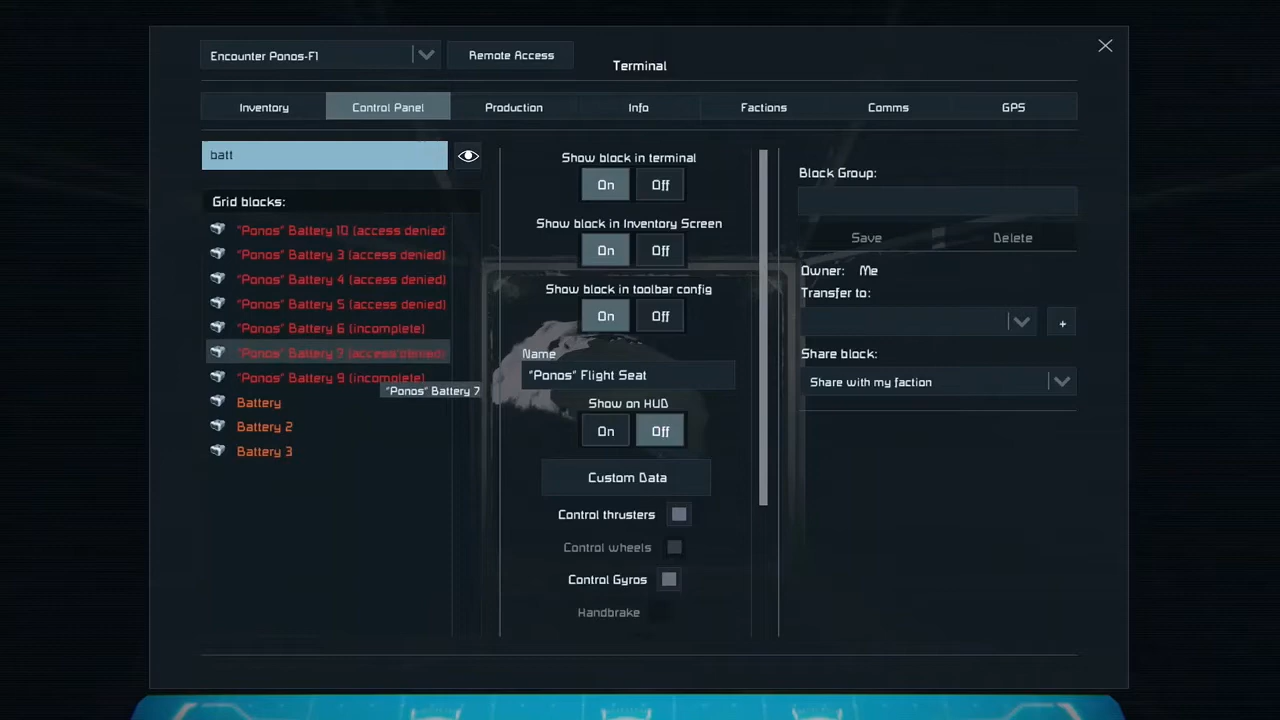 Encounter Ponos-F1
Remote Access
Terminal
Inventory
Control Panel
Production
Info
Factions
Comms
GPS
batt
Grid blocks:
"Ponos" Battery 10 (access denied
"Ponos" Battery 3 (access denied)
"Ponos" Battery 4 (access denied)
"Ponos" Battery 5 (access denied)
"Ponos" Battery 6 (incomplete)
"Ponos" Battery 7 (access denied)
"Ponos" Battery 9 (incomplete)
"Ponos" Battery 7
Battery
Battery 2
Battery 3
Show block in terminal
On Off
Show block in Inventory Screen
On Off
Show block in toolbar config
On Off
Name
"Ponos" Flight Seat
Show on HUD
On Off
Custom Data
Control thrusters
Control wheels
Control Gyros
Handbrake
Block Group:
Save
Delete
Owner: Me
Transfer to:
+
Share block:
Share with my faction